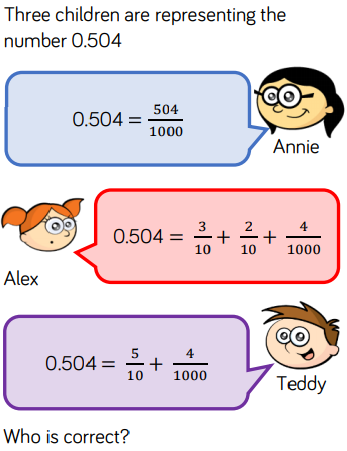 Three children are representing the
number 0.504
0.504 = 504/1000
Annie
0.504 = 3/10 + 2/10 + 4/1000
Alex
0.504 = 5/10 + 4/1000
Teddy
Who is correct?